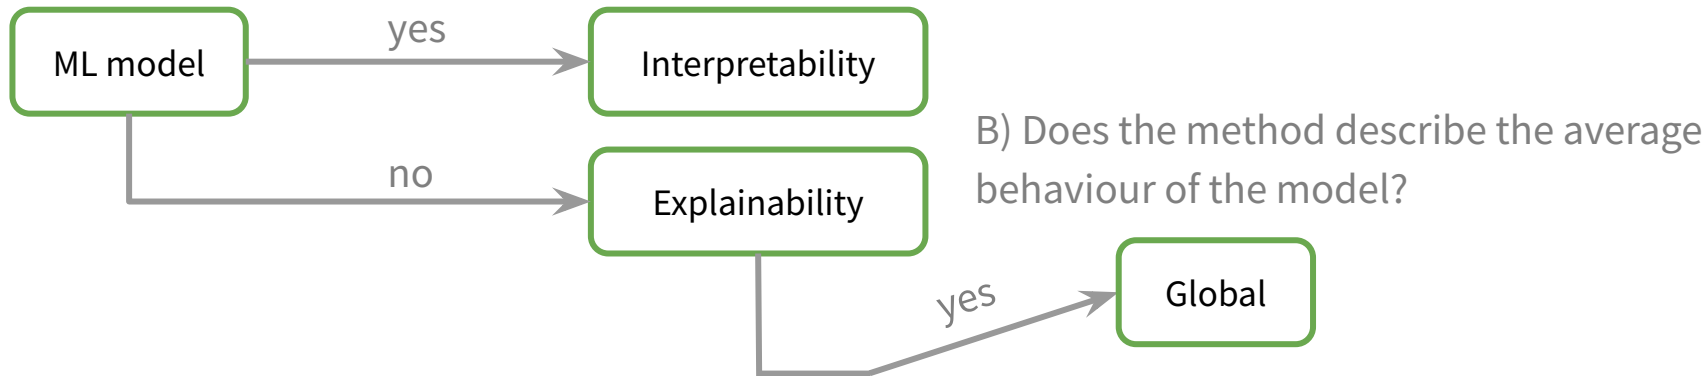 ML model
yes
Interpretability
no
Explainability
B) Does the method describe the average
behaviour of the model?
yes
Global